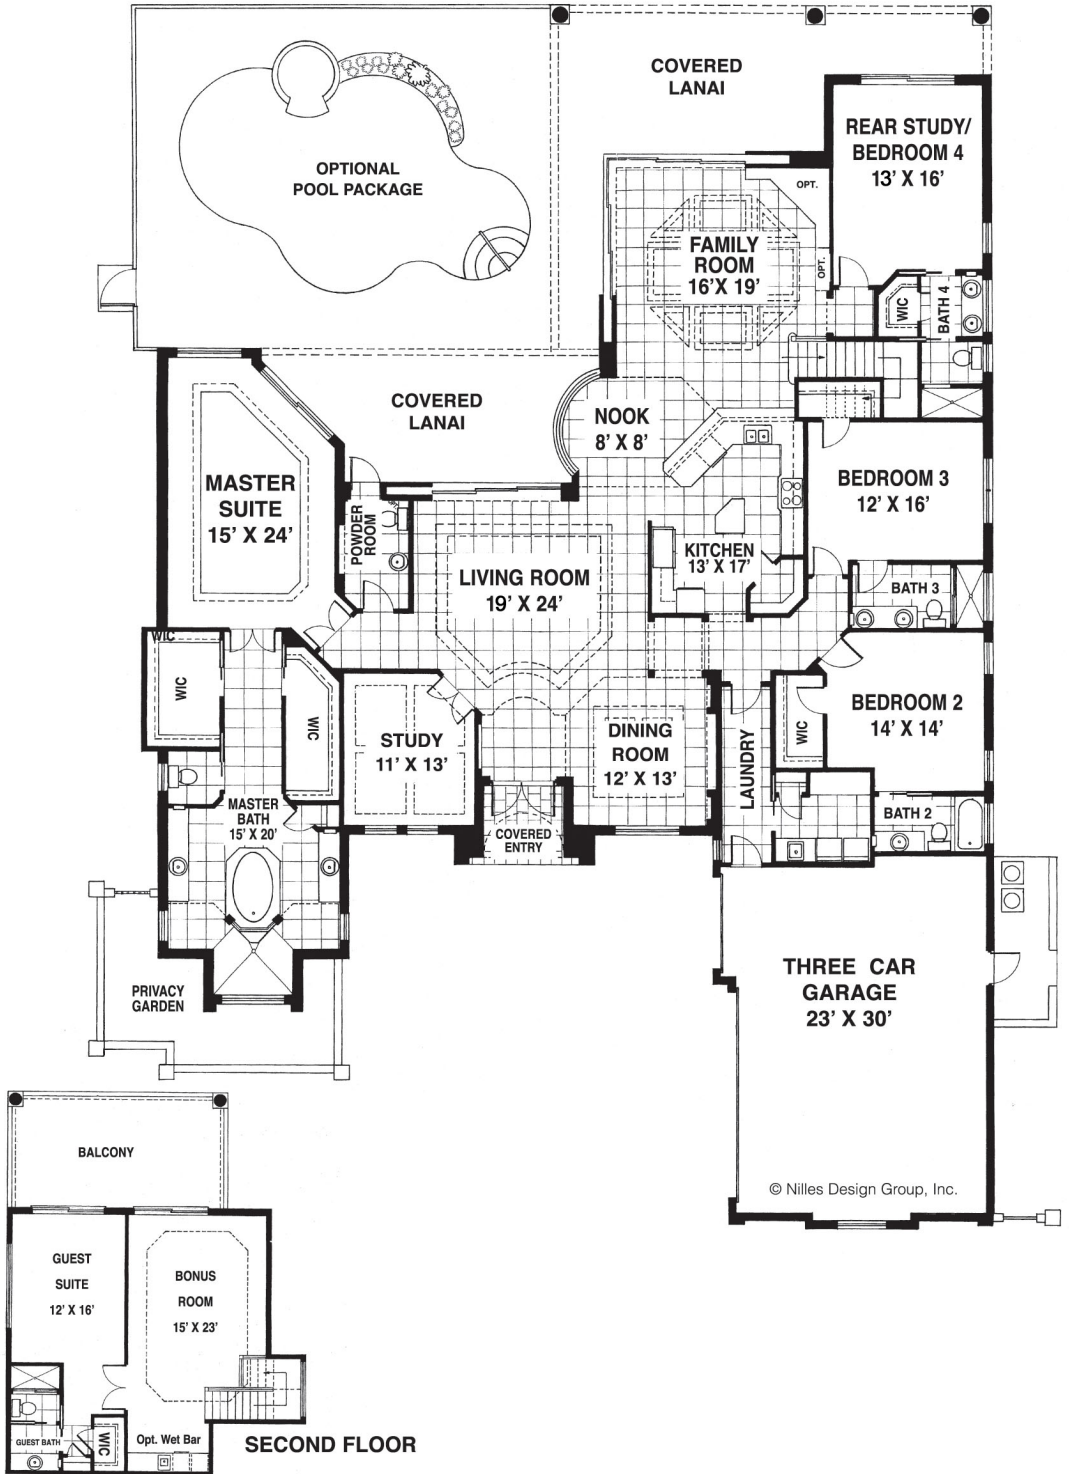 COVERED
LANAI
REAR STUDY/
BEDROOM 4
13' X 16'
OPTIONAL
POOL PACKAGE
OPT.
FAMILY
ROOM
16'X 19'
OPT.
WIC
BATH 4
COVERED
LANAI
NOOK
8' X 8'
MASTER
SUITE
15' X 24'
BEDROOM 3
12' X 16'
POWDER
ROOM
KITCHEN
13' X 17'
LIVING ROOM
19' X 24'
BATH 3
WIC
WIC
WIC
BEDROOM 2
14' X 14'
WIC
STUDY
11' X 13'
DINING
ROOM
12' X 13'
LAUNDRY
MASTER
BATH
15' X 20'
COVERED
ENTRY
BATH 2
THREE CAR
GARAGE
23' X 30'
PRIVACY
GARDEN
© Nilles Design Group, Inc.
BALCONY
GUEST
SUITE
12' X 16'
BONUS
ROOM
15' X 23'
GUEST BATH
WIC
Opt. Wet Bar
SECOND FLOOR